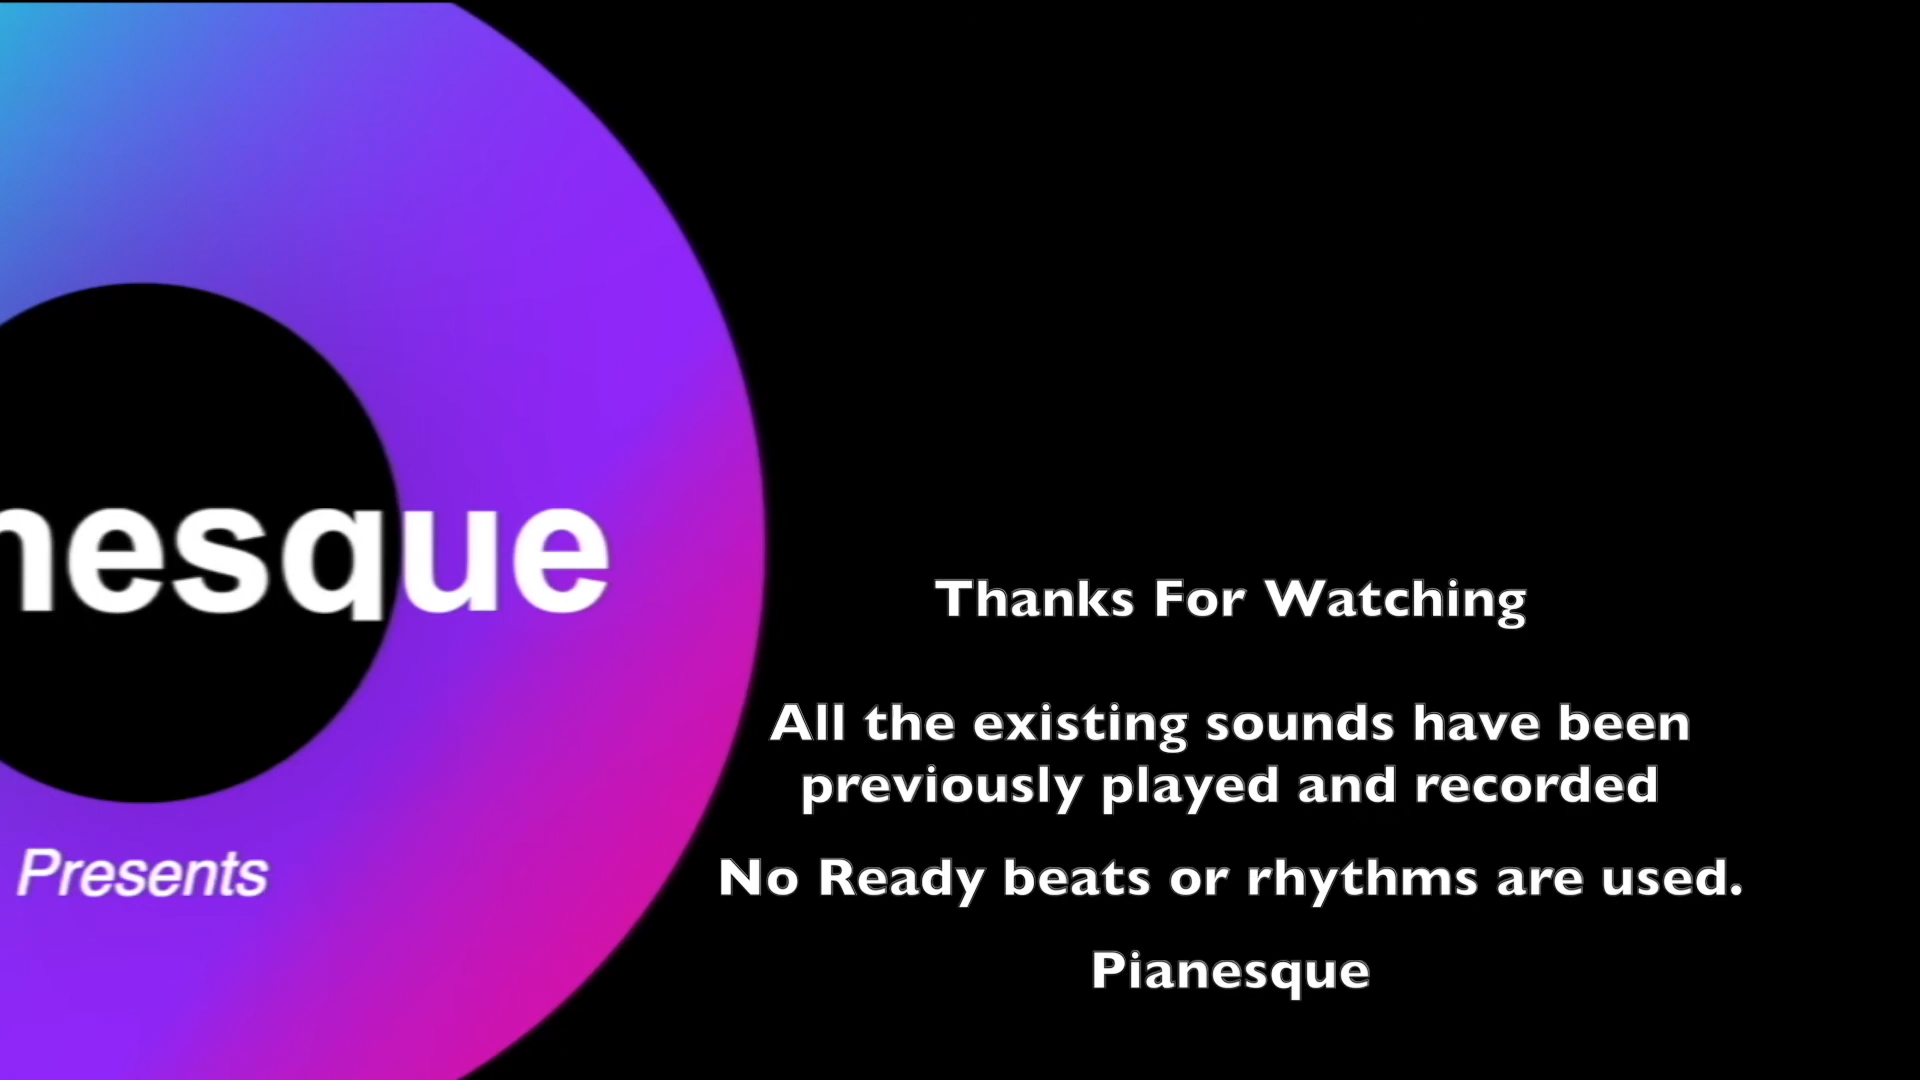 nesque
Presents
Thanks For Watching
All the existing sounds have been
previously played and recorded
No Ready beats or rhythms are used.
Pianesque